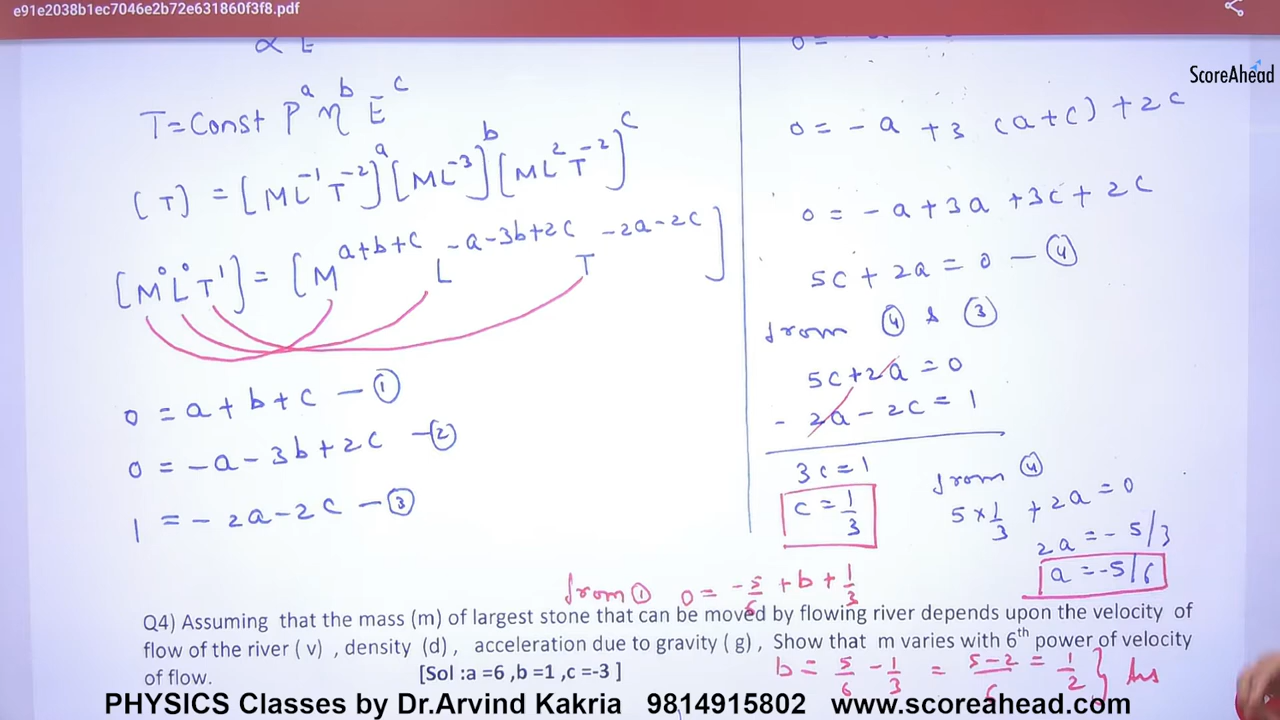 e91e2038b1ec7046e2b72e631860f3f8.pdf
ScoreAhead
∝ E
T = Const P^a η^b E^c
[T] = [ML^-1 T^-2]^a [ML^-3]^b [ML^2 T^-2]^c
[M^0 L^0 T^1] = [M^a+b+c L^-a-3b+2c T^-2a-2c]
0 = a + b + c — ①
0 = -a - 3b + 2c — ②
1 = -2a - 2c — ③
0 =
0 = -a + 3 (a+c) + 2c
0 = -a + 3a + 3c + 2c
5c + 2a = 0 — ④
from ④ & ③
5c + 2a = 0
- 2a - 2c = 1
3c = 1
c = 1/3
from ④
5 × 1/3 + 2a = 0
2a = -5/3
a = -5/6
from ① 0 = -5/6 + b + 1/3
Q4) Assuming that the mass (m) of largest stone that can be moved by flowing river depends upon the velocity of
flow of the river ( v) , density (d) , acceleration due to gravity ( g) , Show that m varies with 6th power of velocity
of flow. [Sol :a =6 ,b =1 ,c =-3 ]
b = 5/6 - 1/3 = 5-2/6 = 1/2 } Ans
PHYSICS Classes by Dr.Arvind Kakria 9814915802 www.scoreahead.com